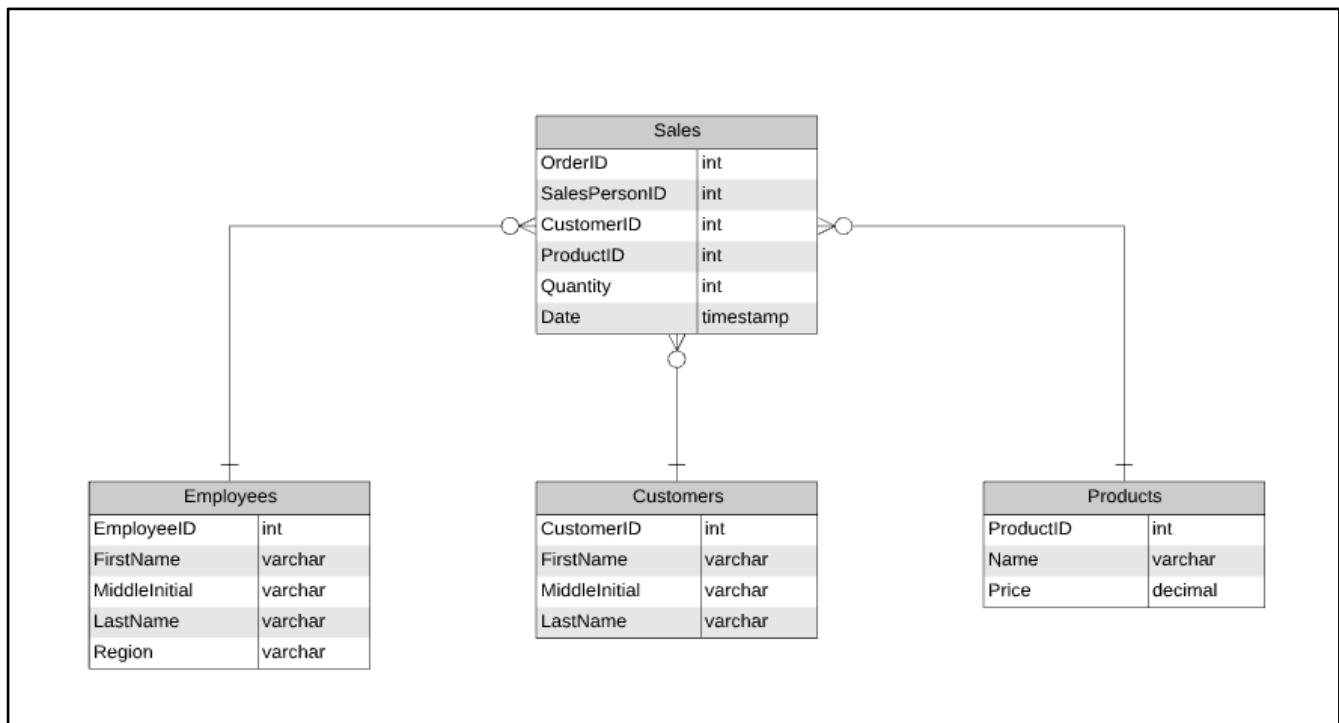 Sales
OrderID int
SalesPersonID int
CustomerID int
ProductID int
Quantity int
Date timestamp
Employees
EmployeeID int
FirstName varchar
MiddleInitial varchar
LastName varchar
Region varchar
Customers
CustomerID int
FirstName varchar
MiddleInitial varchar
LastName varchar
Products
ProductID int
Name varchar
Price decimal